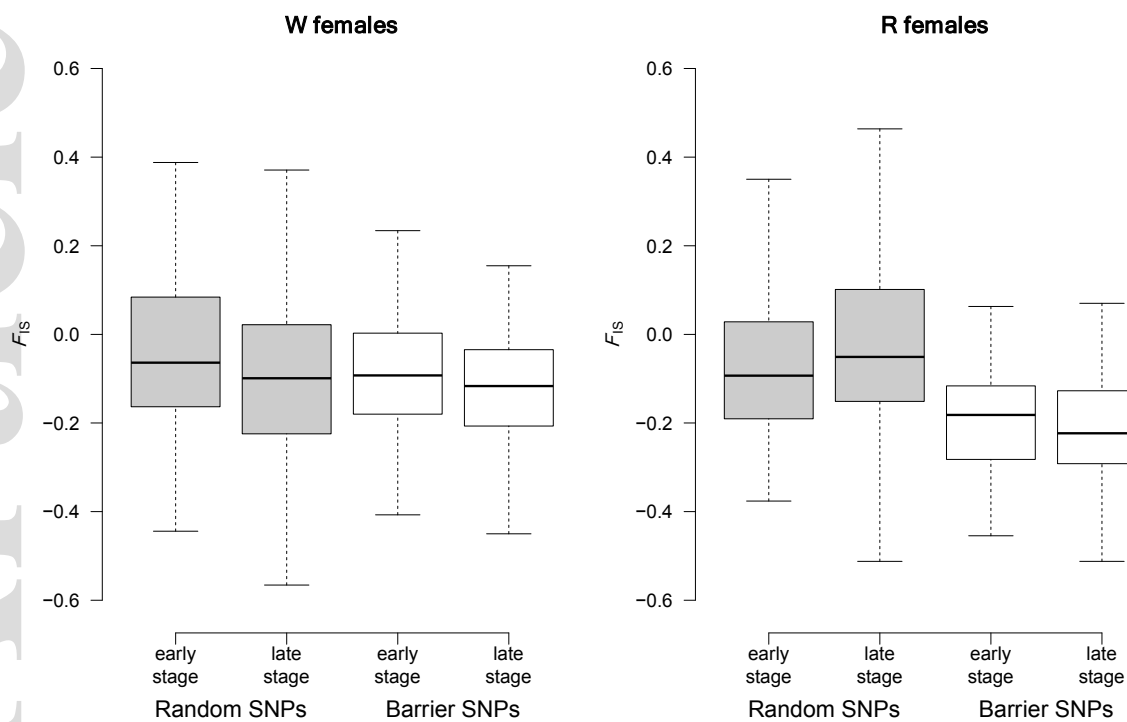 W females
0.6
0.4
0.2
0.0
−0.2
−0.4
−0.6
FIS
early stage
late stage
early stage
late stage
Random SNPs
Barrier SNPs
R females
0.6
0.4
0.2
0.0
−0.2
−0.4
−0.6
FIS
early stage
late stage
early stage
late stage
Random SNPs
Barrier SNPs